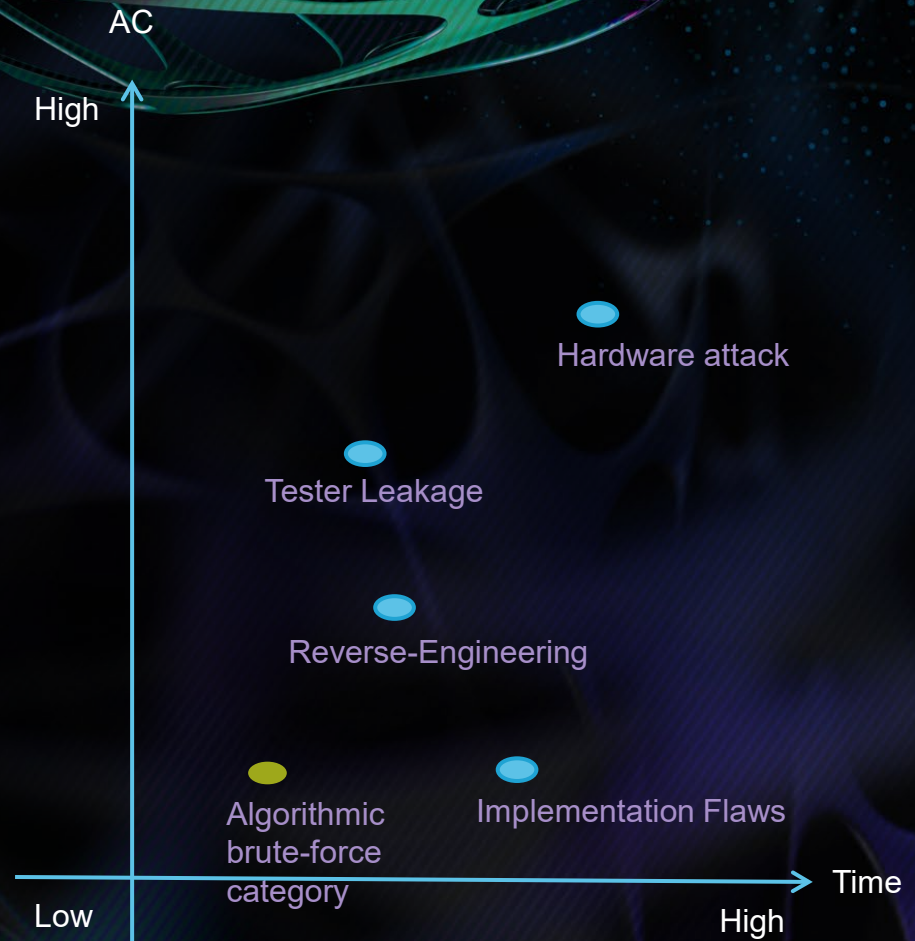 AC
High
Hardware attack
Tester Leakage
Reverse-Engineering
Algorithmic
brute-force
category
Implementation Flaws
Time
Low
High